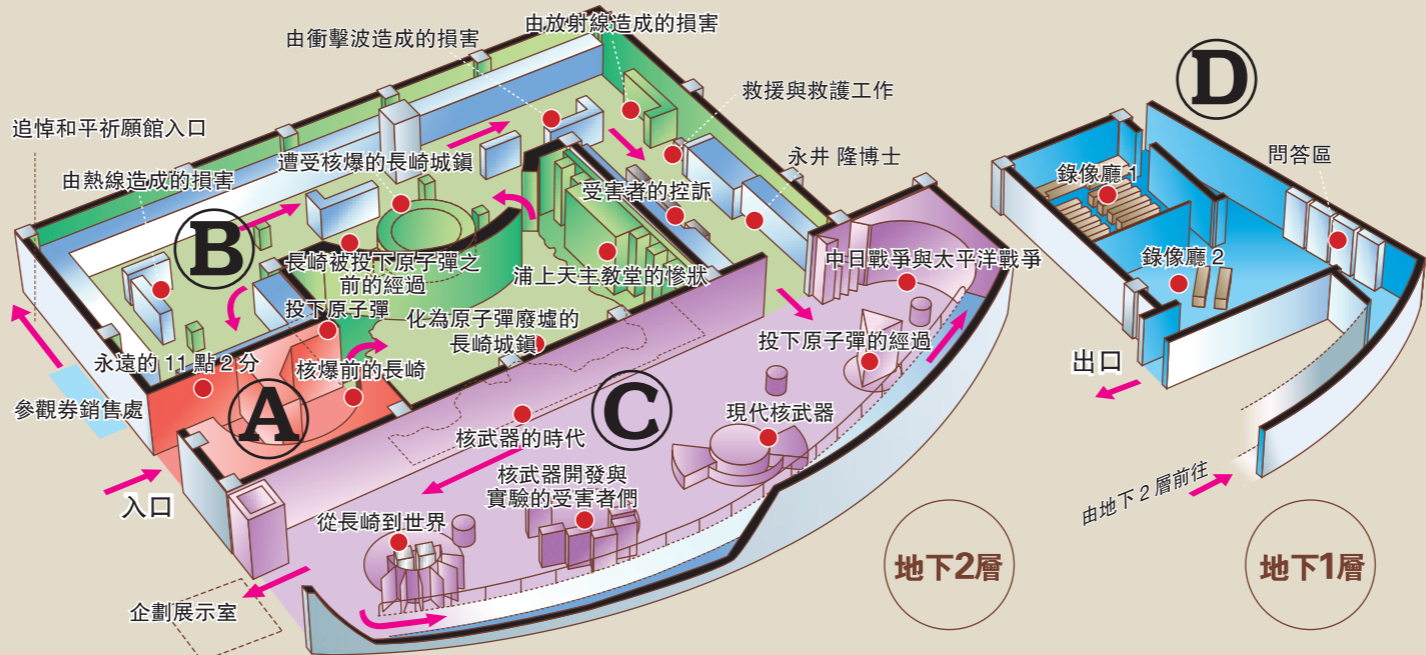 由衝擊波造成的損害
由放射線造成的損害
救援與救護工作
追悼和平祈願館入口
由熱線造成的損害
遭受核爆的長崎城鎮
受害者的控訴
永井 隆博士
B
長崎被投下原子彈之
前的經過
浦上天主教堂的慘狀
中日戰爭與太平洋戰爭
投下原子彈
化為原子彈廢墟的
長崎城鎮
投下原子彈的經過
永遠的 11 點 2 分
核爆前的長崎
參觀券銷售處
A
C
核武器的時代
現代核武器
入口
核武器開發與
實驗的受害者們
從長崎到世界
企劃展示室
地下2層
D
問答區
錄像廳 1
錄像廳 2
出口
由地下 2 層前往
地下1層